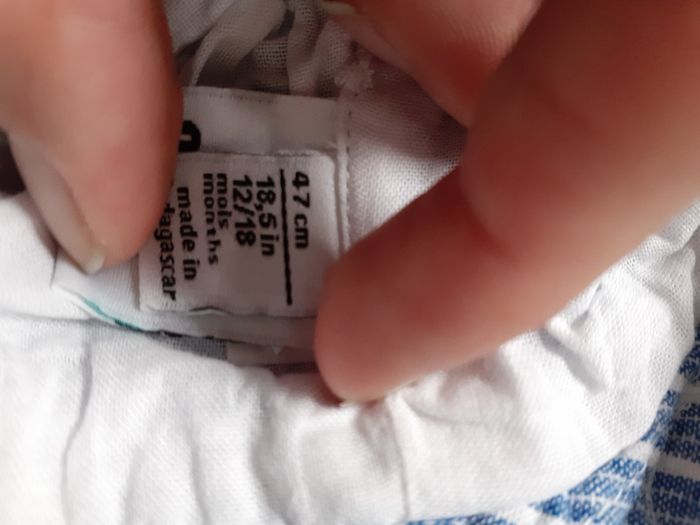 47 cm
18,5 in
12/18
mois
months
made in